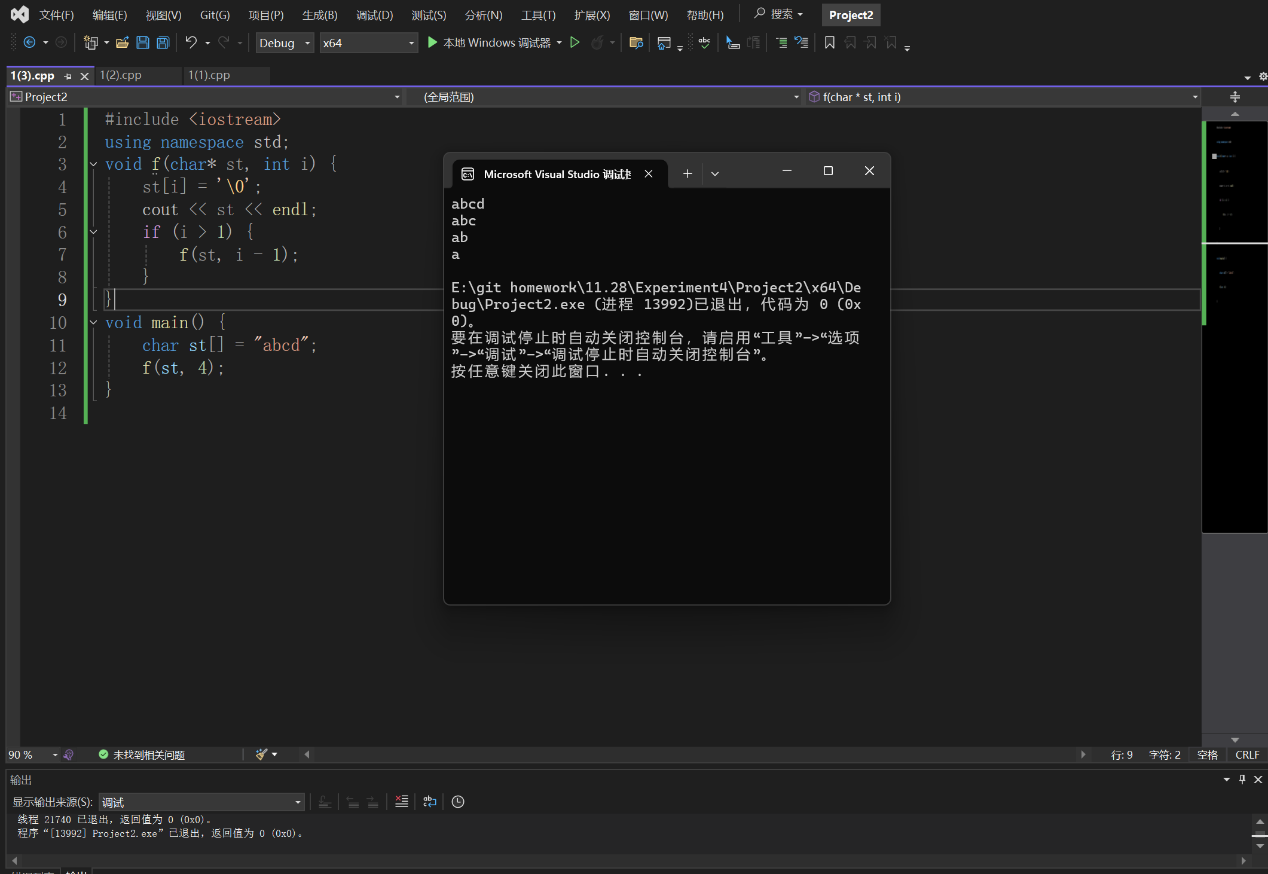 文件(F) 编辑(E) 视图(V) Git(G) 项目(P) 生成(B) 调试(D) 测试(S) 分析(N) 工具(T) 扩展(X) 窗口(W) 帮助(H) 搜索 Project2
Debug x64 本地 Windows 调试器
1(3).cpp 1(2).cpp 1(1).cpp
Project2 (全局范围) f(char * st, int i)
1 #include <iostream>
2 using namespace std;
3 void f(char* st, int i) {
4 st[i] = '\0';
5 cout << st << endl;
6 if (i > 1) {
7 f(st, i - 1);
8 }
9 }
10 void main() {
11 char st[] = "abcd";
12 f(st, 4);
13 }
14
Microsoft Visual Studio 调试
abcd
abc
ab
a
E:\git homework\11.28\Experiment4\Project2\x64\De
bug\Project2.exe (进程 13992)已退出，代码为 0 (0x
0)。
要在调试停止时自动关闭控制台，请启用“工具”->“选项
”->“调试”->“调试停止时自动关闭控制台”。
按任意键关闭此窗口. . .
90 % 未找到相关问题 行: 9 字符: 2 空格 CRLF
输出
显示输出来源(S): 调试
线程 21740 已退出，返回值为 0 (0x0)。
程序“[13992] Project2.exe”已退出，返回值为 0 (0x0)。